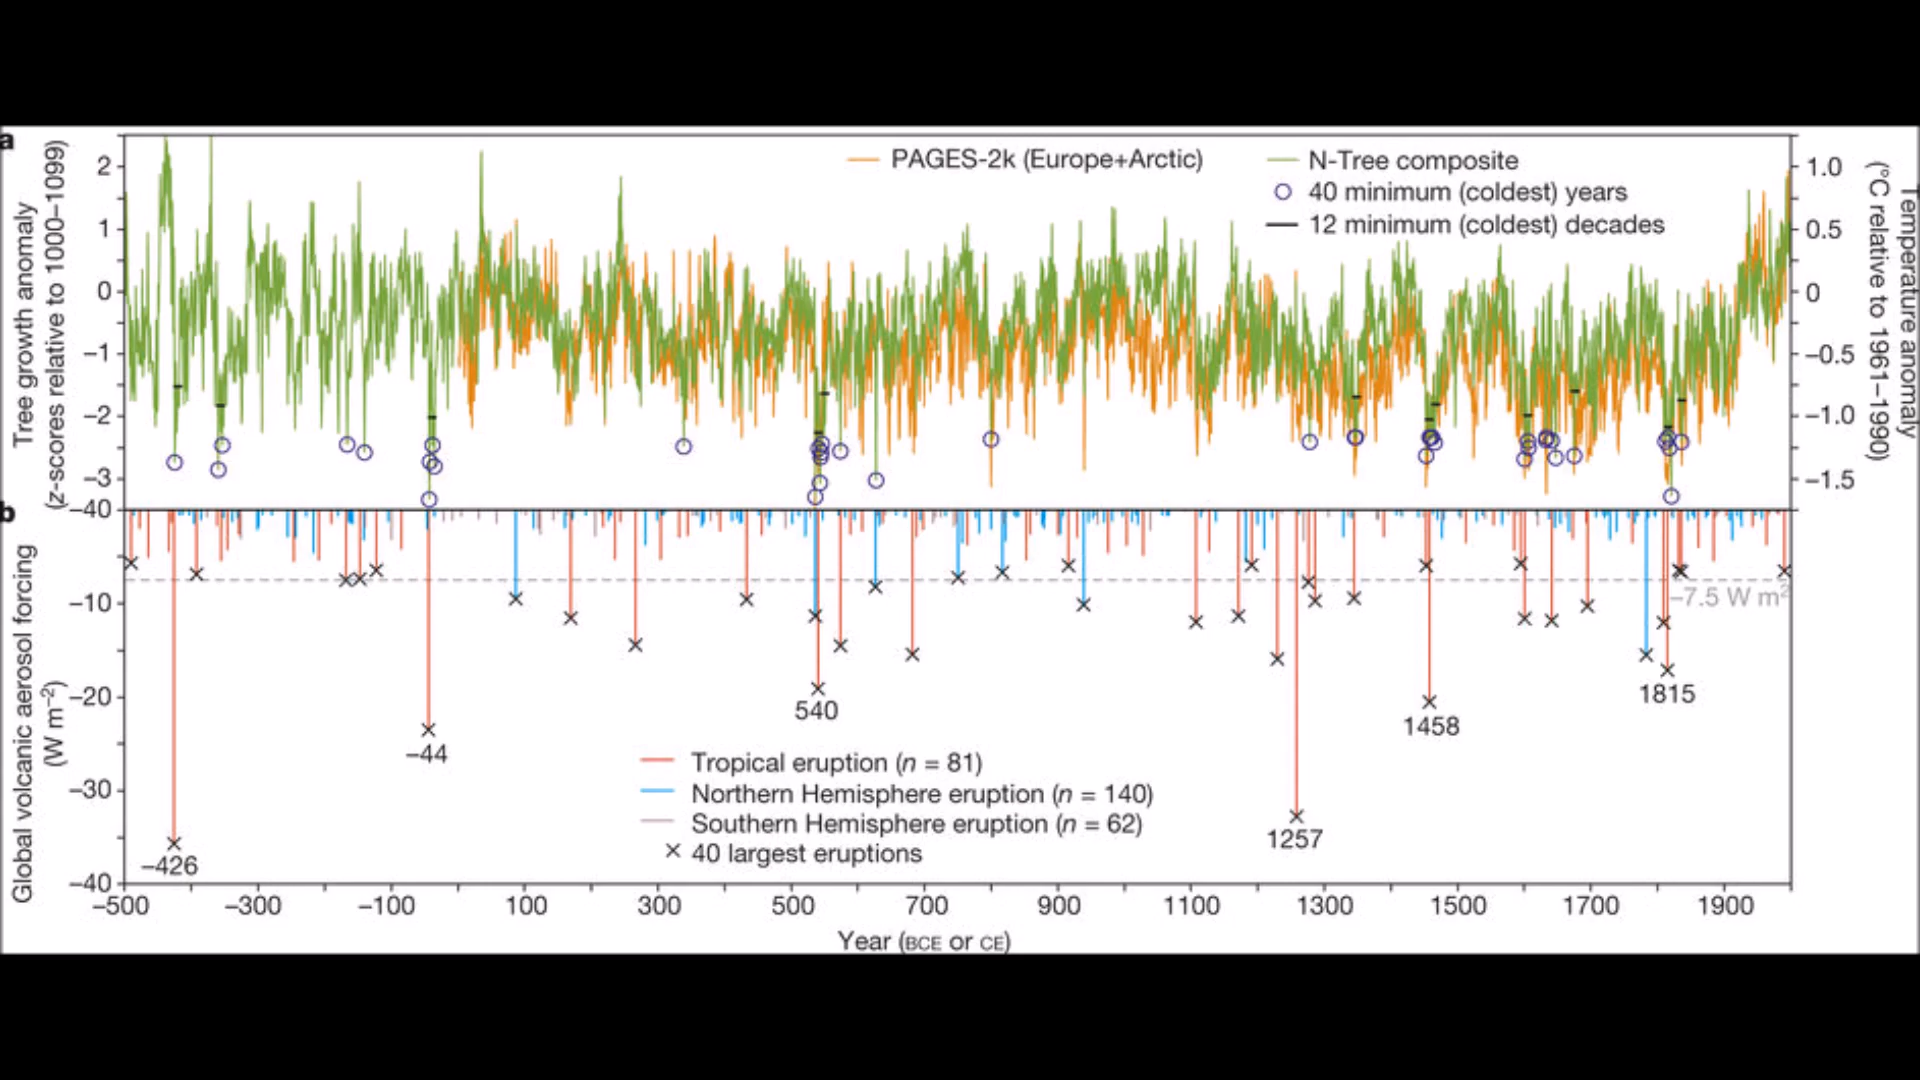 a
Tree growth anomaly
(z-scores relative to 1000–1099)
2
1
0
–1
–2
–3
–40
PAGES-2k (Europe+Arctic)
N-Tree composite
40 minimum (coldest) years
12 minimum (coldest) decades
1.0
0.5
0
–0.5
–1.0
–1.5
Temperature anomaly
(°C relative to 1961–1990)
b
Global volcanic aerosol forcing
(W m–2)
–10
–20
–30
–40
–7.5 W m2
–426
–44
540
1257
1458
1815
Tropical eruption (n = 81)
Northern Hemisphere eruption (n = 140)
Southern Hemisphere eruption (n = 62)
40 largest eruptions
–500 –300 –100 100 300 500 700 900 1100 1300 1500 1700 1900
Year (BCE or CE)